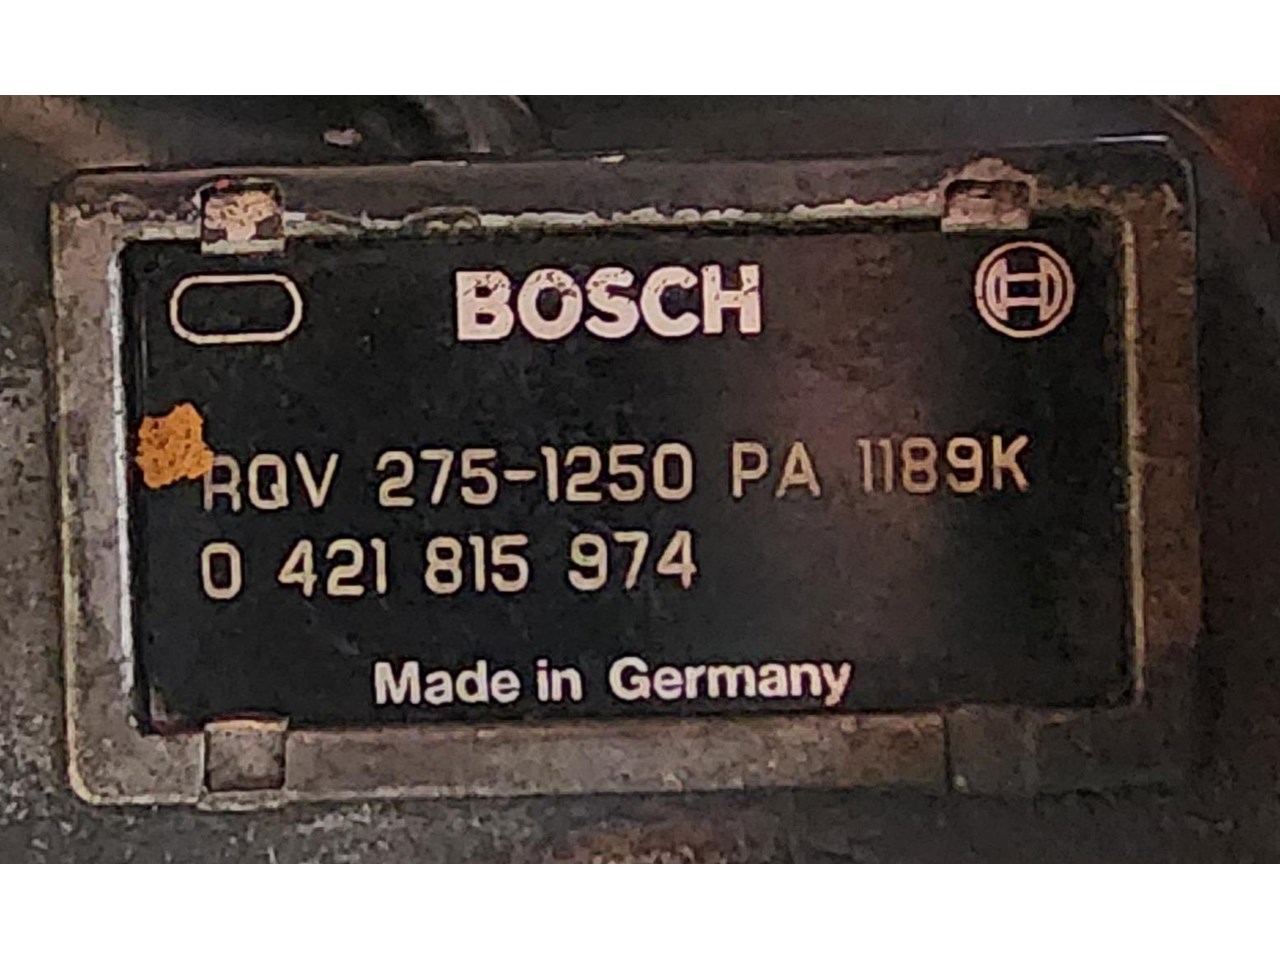 BOSCH
RQV 275-1250 PA 1189K
0 421 815 974
Made in Germany